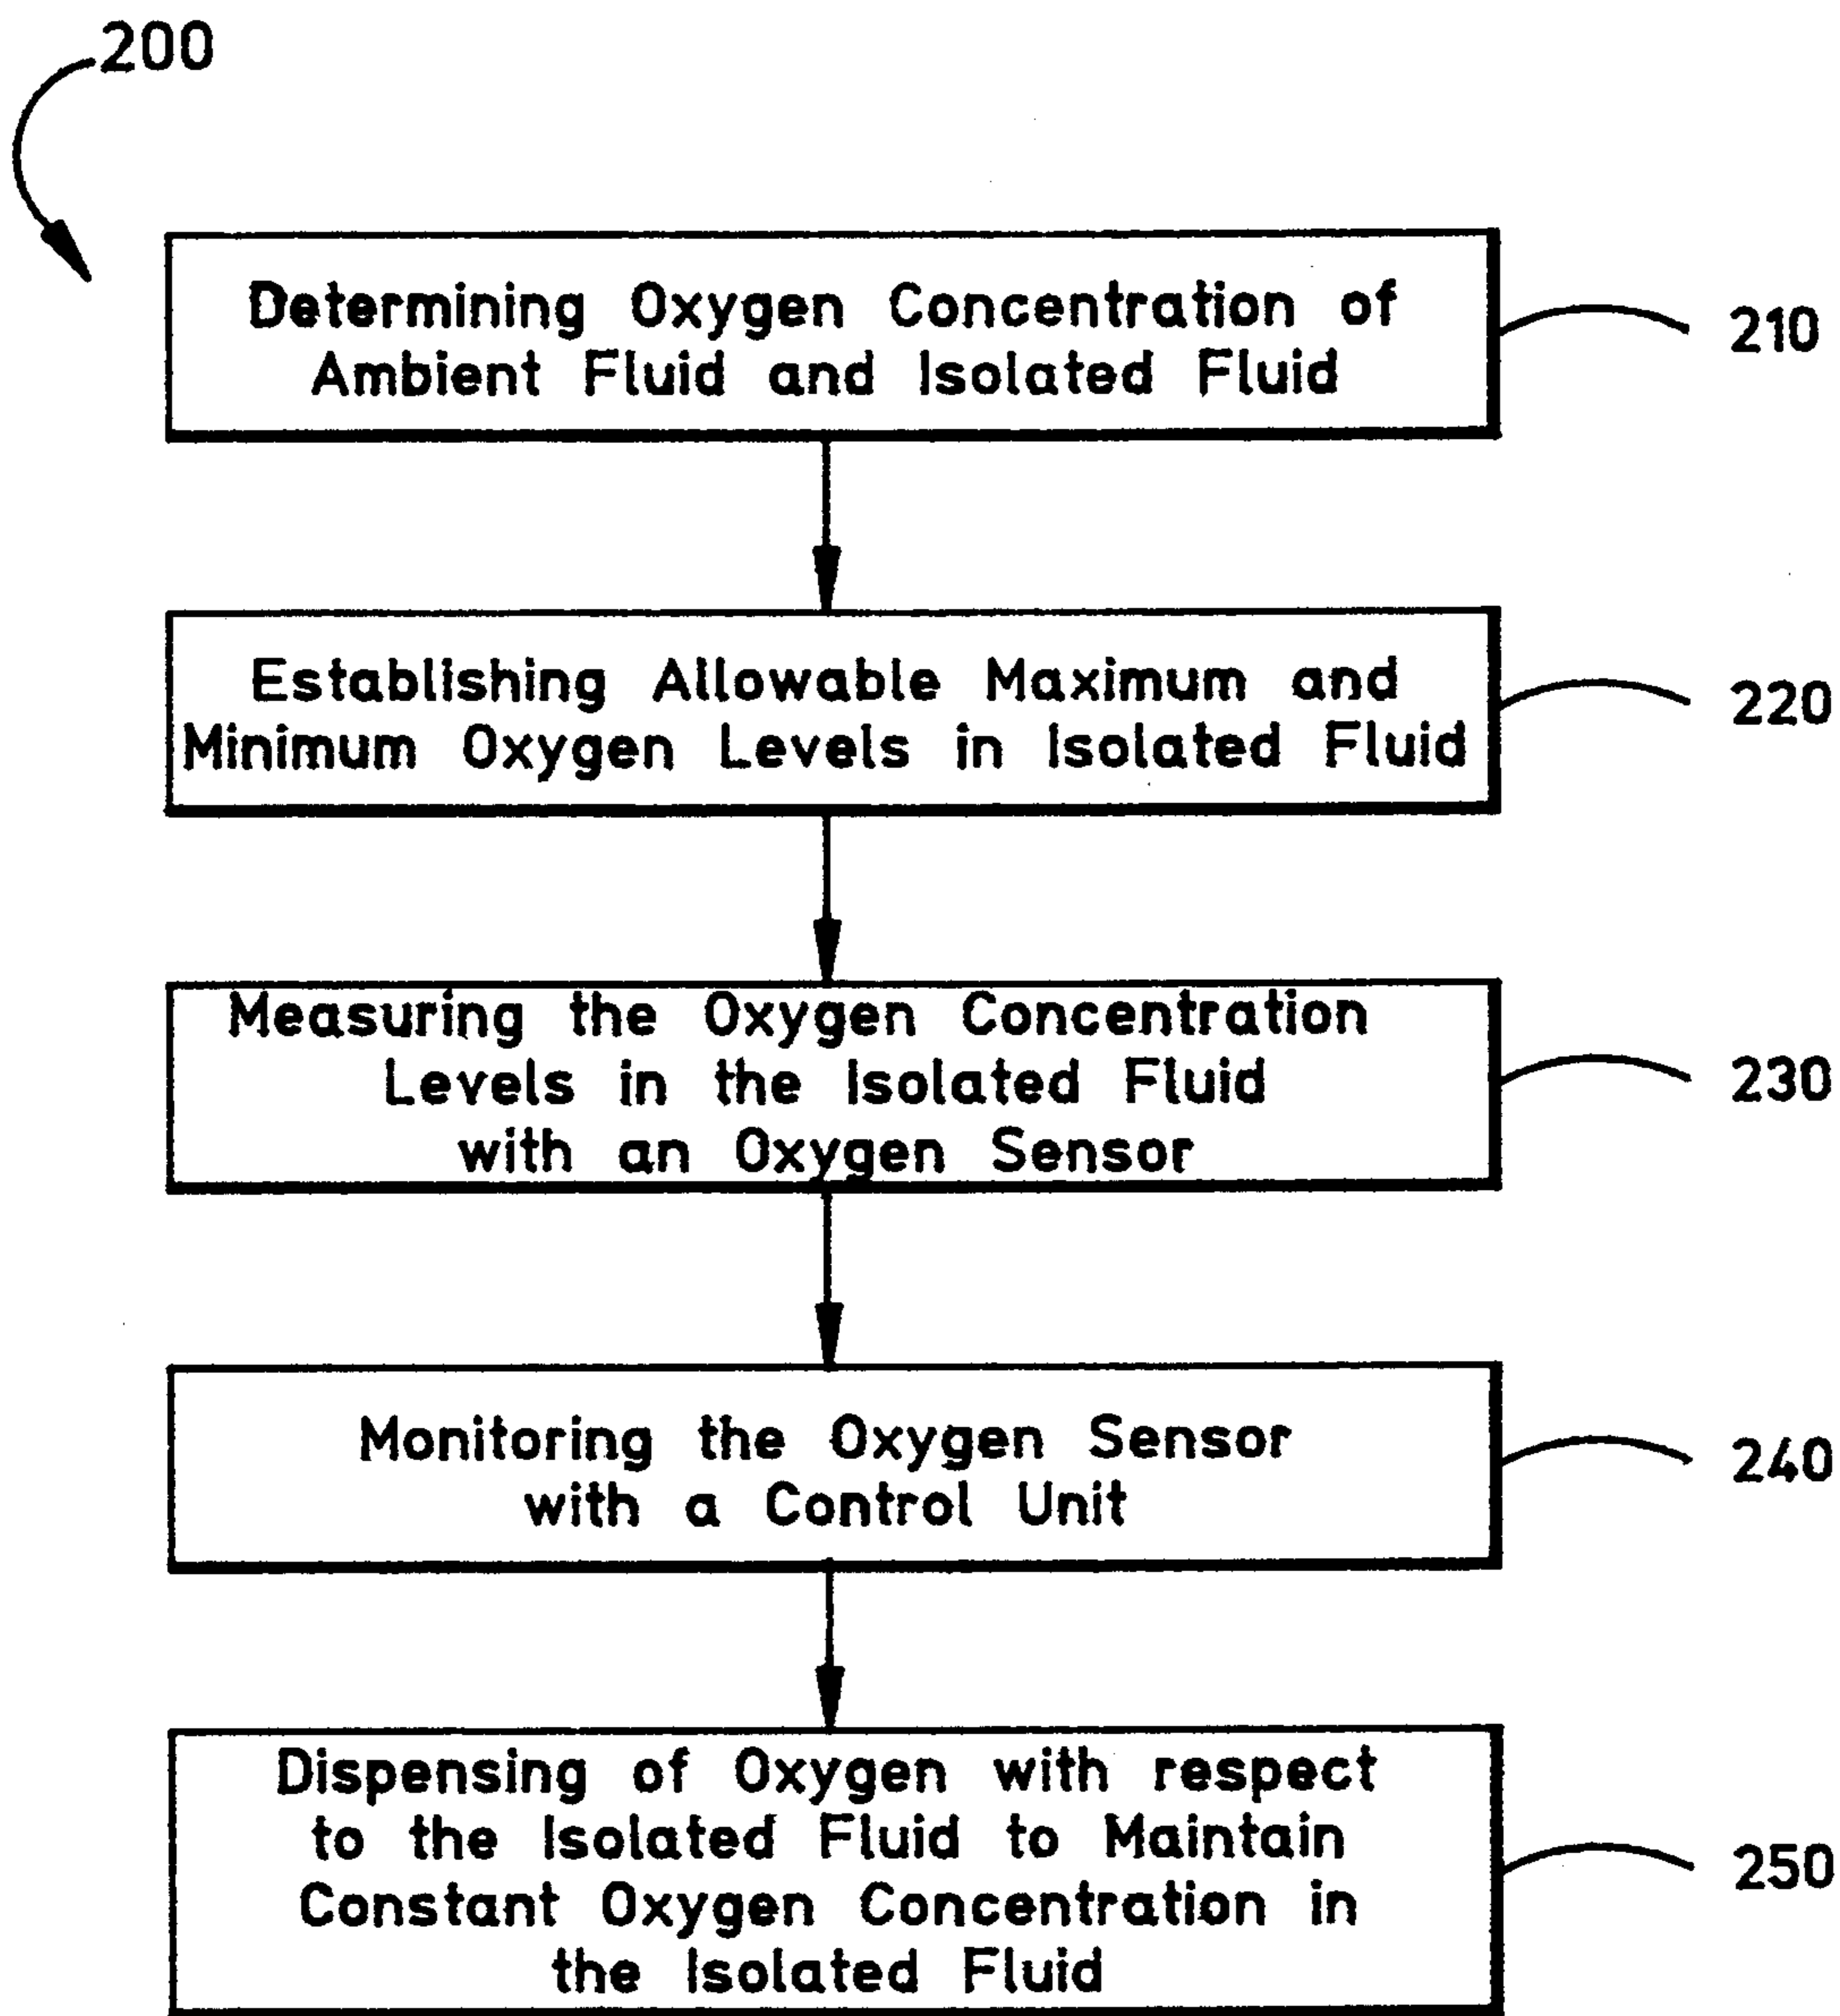 200
Determining Oxygen Concentration of
Ambient Fluid and Isolated Fluid
210
Establishing Allowable Maximum and
Minimum Oxygen Levels in Isolated Fluid
220
Measuring the Oxygen Concentration
Levels in the Isolated Fluid
with an Oxygen Sensor
230
Monitoring the Oxygen Sensor
with a Control Unit
240
Dispensing of Oxygen with respect
to the Isolated Fluid to Maintain
Constant Oxygen Concentration in
the Isolated Fluid
250